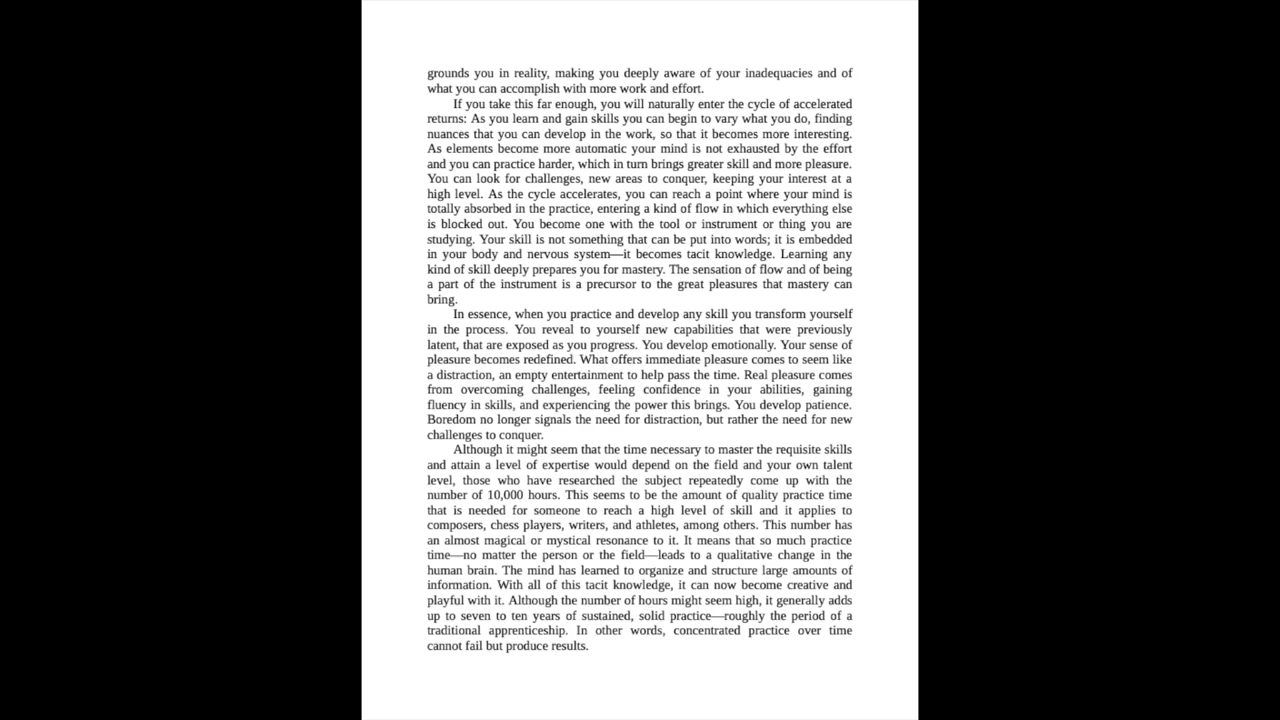 grounds you in reality, making you deeply aware of your inadequacies and of
what you can accomplish with more work and effort.
If you take this far enough, you will naturally enter the cycle of accelerated
returns: As you learn and gain skills you can begin to vary what you do, finding
nuances that you can develop in the work, so that it becomes more interesting.
As elements become more automatic your mind is not exhausted by the effort
and you can practice harder, which in turn brings greater skill and more pleasure.
You can look for challenges, new areas to conquer, keeping your interest at a
high level. As the cycle accelerates, you can reach a point where your mind is
totally absorbed in the practice, entering a kind of flow in which everything else
is blocked out. You become one with the tool or instrument or thing you are
studying. Your skill is not something that can be put into words; it is embedded
in your body and nervous system—it becomes tacit knowledge. Learning any
kind of skill deeply prepares you for mastery. The sensation of flow and of being
a part of the instrument is a precursor to the great pleasures that mastery can
bring.
In essence, when you practice and develop any skill you transform yourself
in the process. You reveal to yourself new capabilities that were previously
latent, that are exposed as you progress. You develop emotionally. Your sense of
pleasure becomes redefined. What offers immediate pleasure comes to seem like
a distraction, an empty entertainment to help pass the time. Real pleasure comes
from overcoming challenges, feeling confidence in your abilities, gaining
fluency in skills, and experiencing the power this brings. You develop patience.
Boredom no longer signals the need for distraction, but rather the need for new
challenges to conquer.
Although it might seem that the time necessary to master the requisite skills
and attain a level of expertise would depend on the field and your own talent
level, those who have researched the subject repeatedly come up with the
number of 10,000 hours. This seems to be the amount of quality practice time
that is needed for someone to reach a high level of skill and it applies to
composers, chess players, writers, and athletes, among others. This number has
an almost magical or mystical resonance to it. It means that so much practice
time—no matter the person or the field—leads to a qualitative change in the
human brain. The mind has learned to organize and structure large amounts of
information. With all of this tacit knowledge, it can now become creative and
playful with it. Although the number of hours might seem high, it generally adds
up to seven to ten years of sustained, solid practice—roughly the period of a
traditional apprenticeship. In other words, concentrated practice over time
cannot fail but produce results.